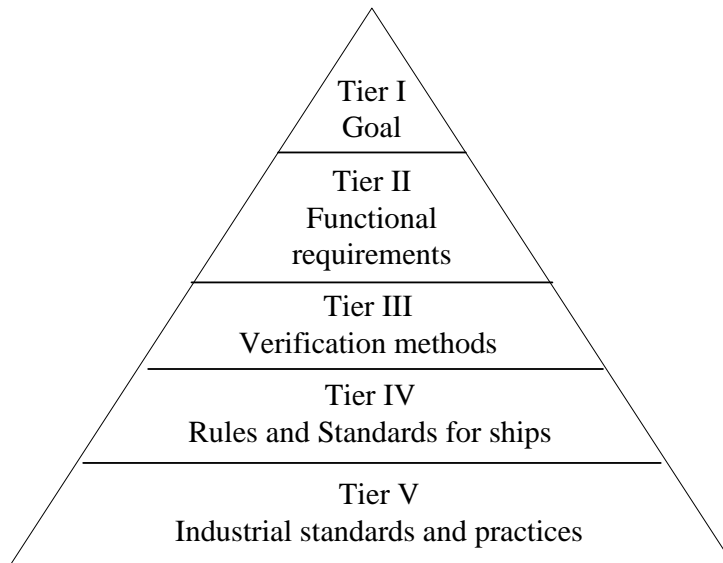 Tier I
Goal
Tier II
Functional
requirements
Tier III
Verification methods
Tier IV
Rules and Standards for ships
Tier V
Industrial standards and practices